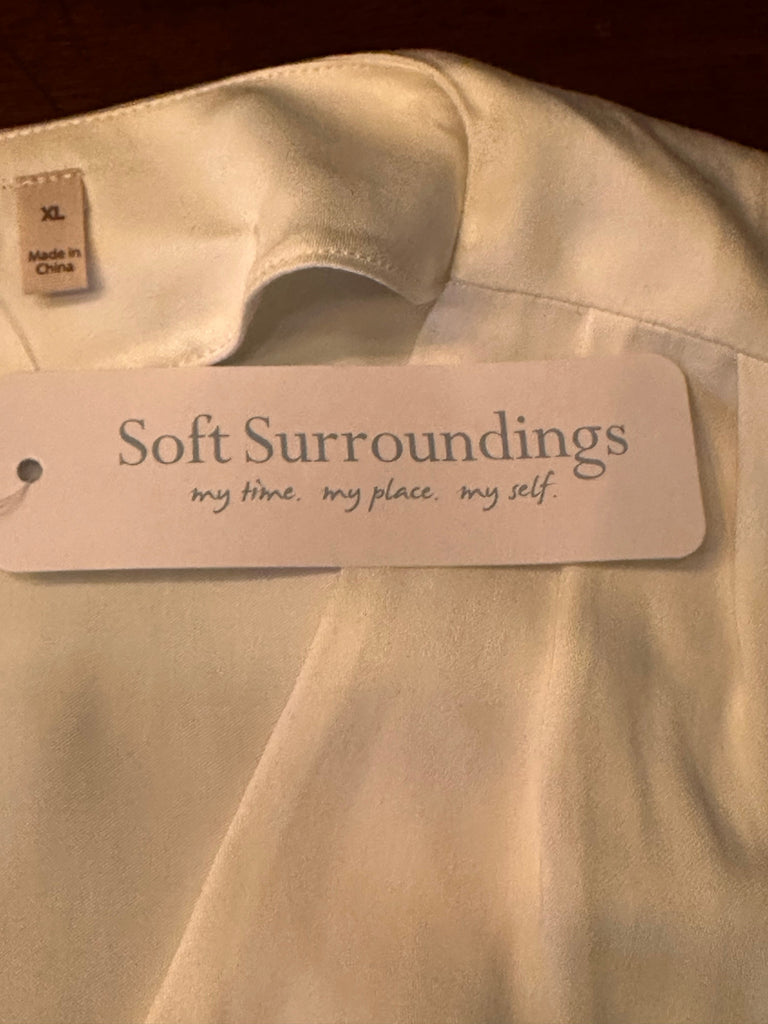 XL
Made in
China
Soft Surroundings
my time. my place. my self.